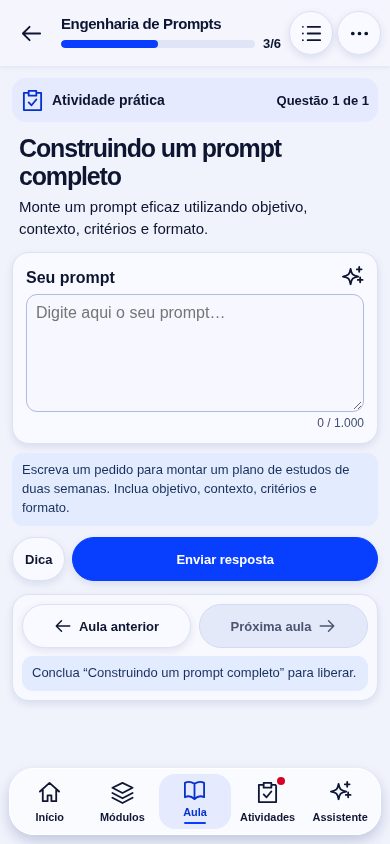 Engenharia de Prompts
3/6
Atividade prática
Questão 1 de 1
Construindo um prompt
completo
Monte um prompt eficaz utilizando objetivo,
contexto, critérios e formato.
Seu prompt
Digite aqui o seu prompt…
0 / 1.000
Escreva um pedido para montar um plano de estudos de
duas semanas. Inclua objetivo, contexto, critérios e
formato.
Dica
Enviar resposta
Aula anterior
Próxima aula
Conclua “Construindo um prompt completo” para liberar.
Início
Módulos
Aula
Atividades
Assistente